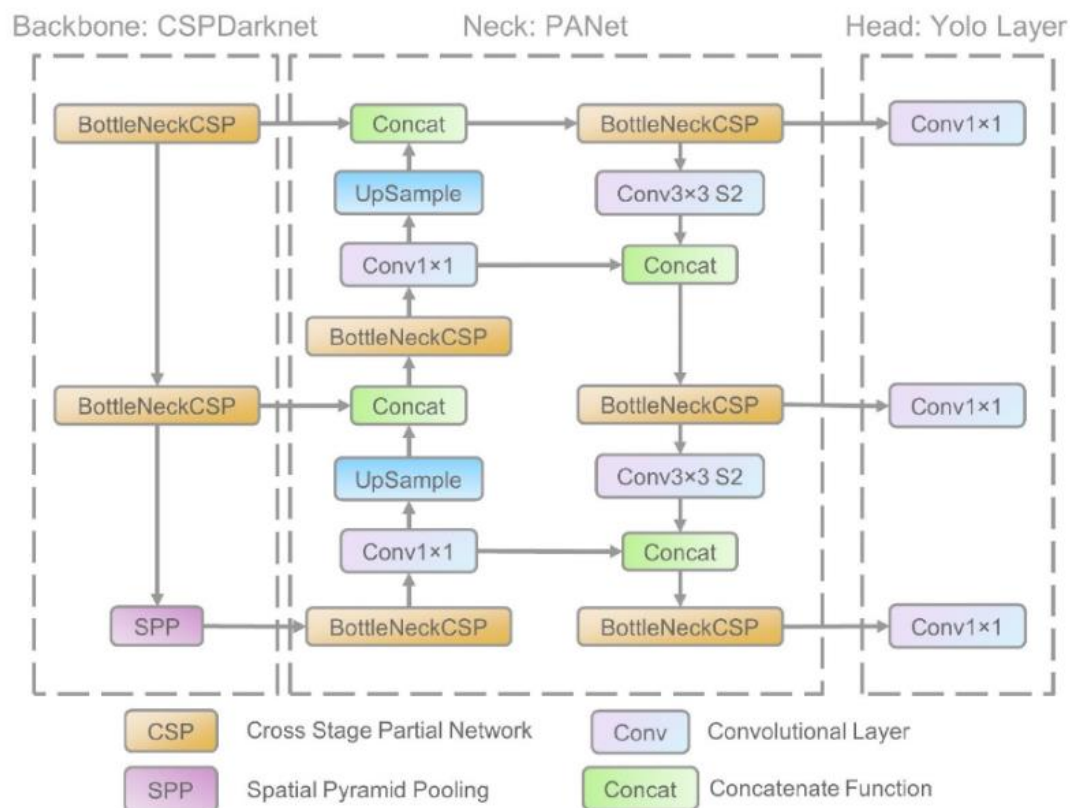 Backbone: CSPDarknet
Neck: PANet
Head: Yolo Layer
BottleNeckCSP
Concat
BottleNeckCSP
Conv1×1
UpSample
Conv3×3 S2
Conv1×1
Concat
BottleNeckCSP
BottleNeckCSP
Concat
BottleNeckCSP
Conv1×1
UpSample
Conv3×3 S2
Conv1×1
Concat
SPP
BottleNeckCSP
BottleNeckCSP
Conv1×1
CSP
Cross Stage Partial Network
Conv
Convolutional Layer
SPP
Spatial Pyramid Pooling
Concat
Concatenate Function